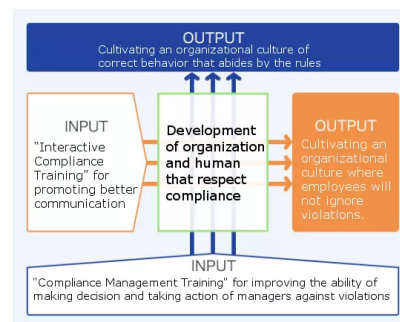 OUTPUT
Cultivating an organizational culture of
correct behavior that abides by the rules
INPUT
"Interactive
Compliance
Training" for
promoting better
communication
Development
of organization
and human
that respect
compliance
OUTPUT
Cultivating an
organizational
culture where
employees will
not ignore
violations.
INPUT
"Compliance Management Training" for improving the ability of
making decision and taking action of managers against violations